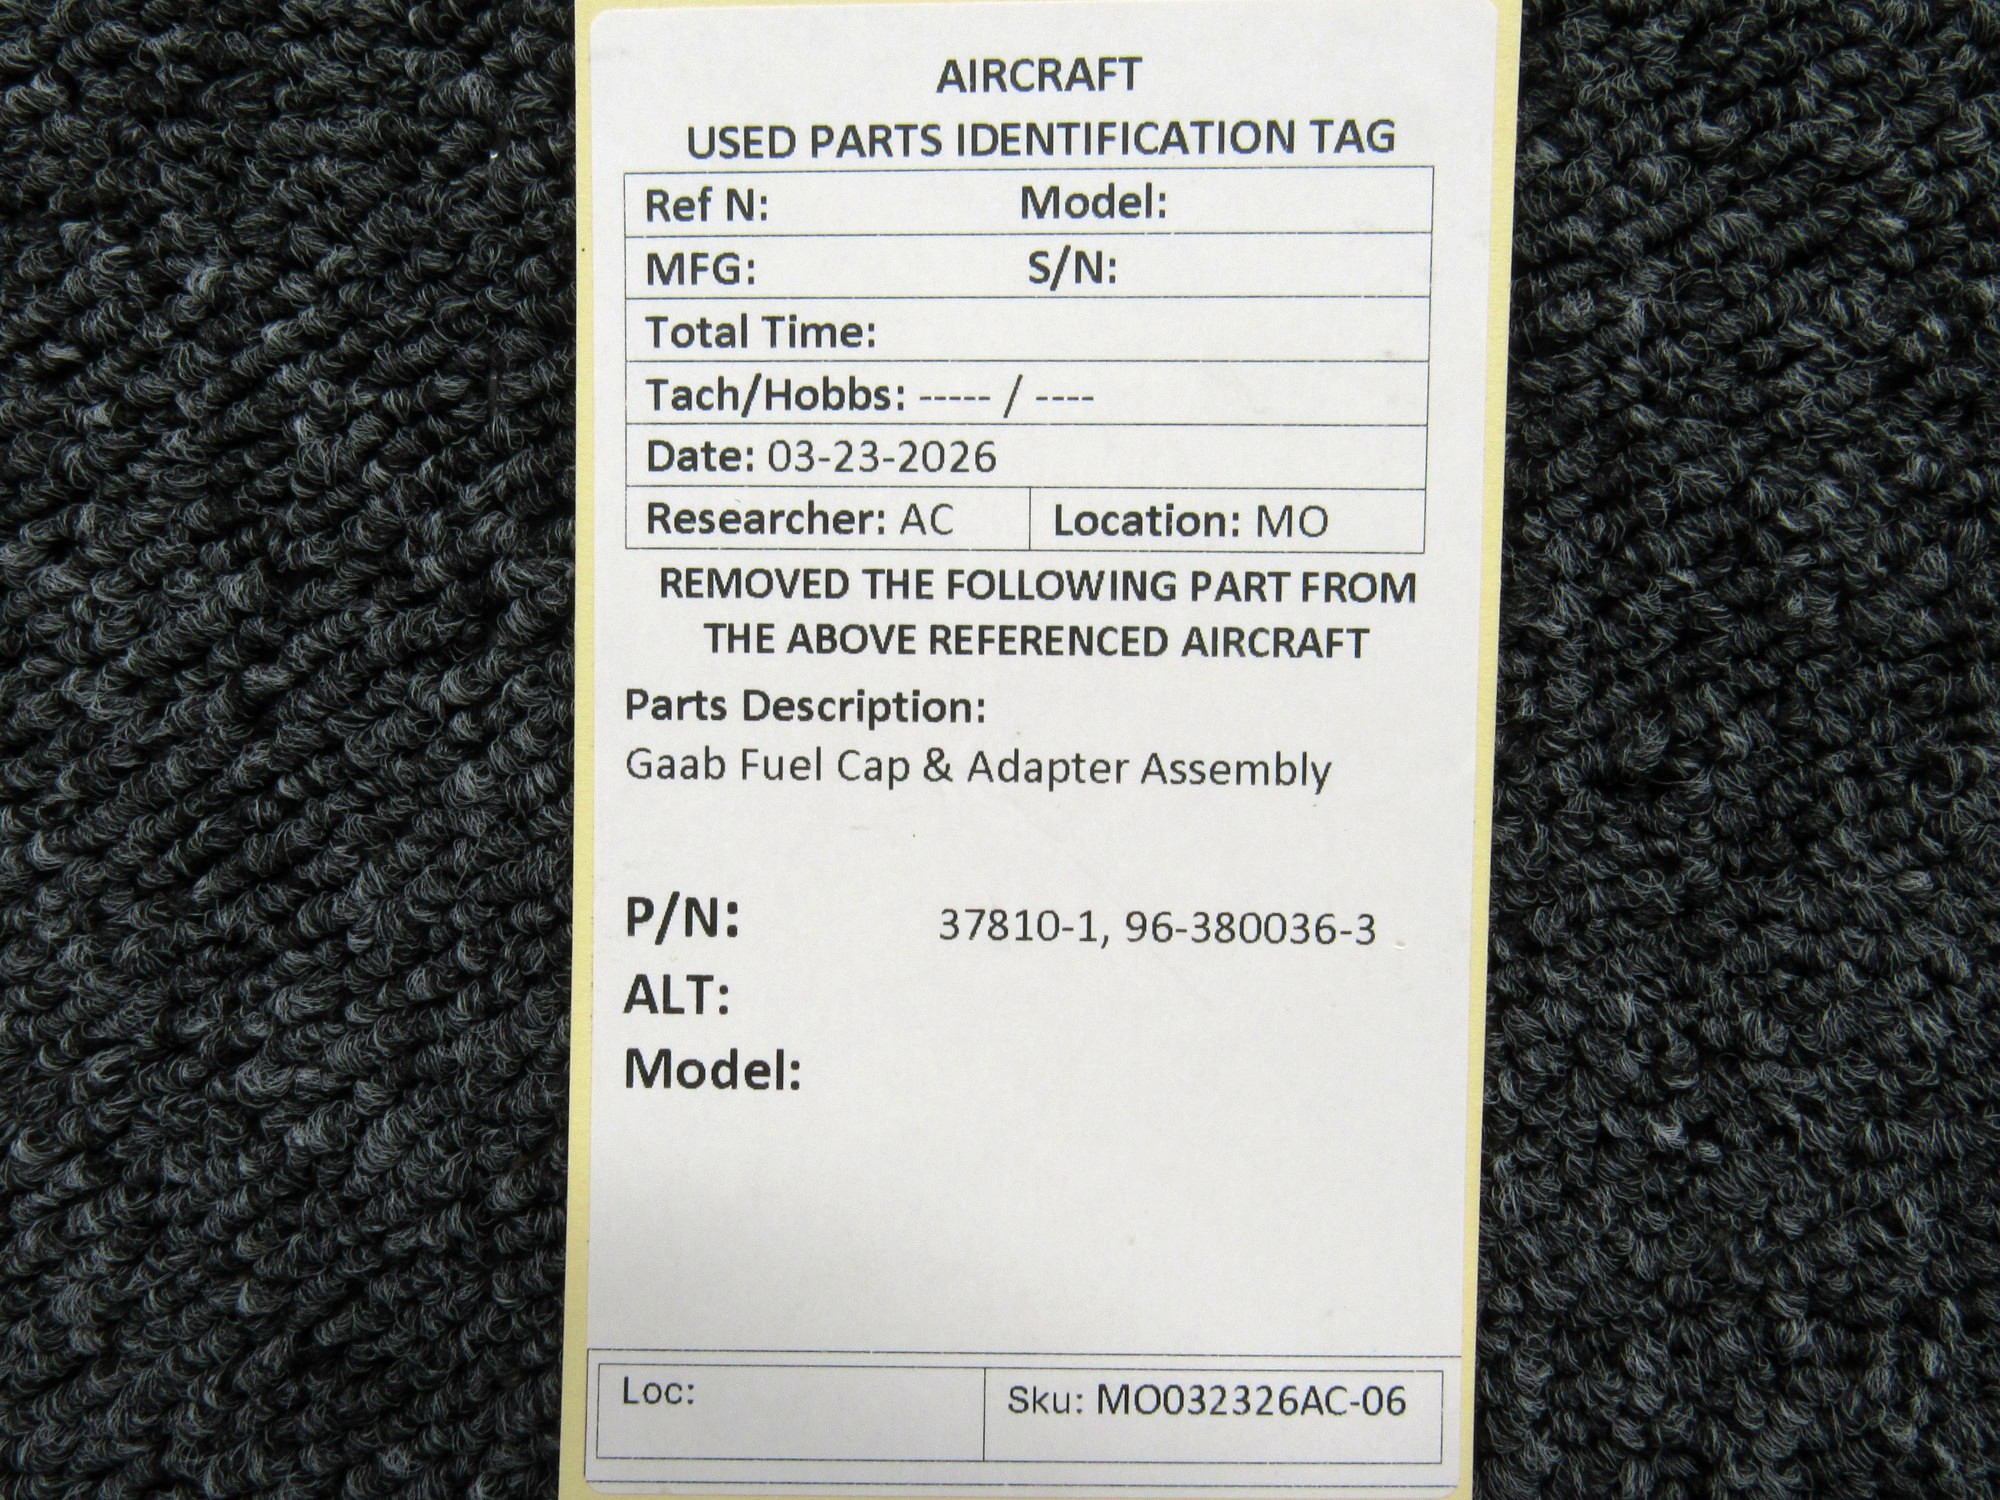 AIRCRAFT
USED PARTS IDENTIFICATION TAG
Ref N: Model:
MFG: S/N:
Total Time:
Tach/Hobbs: ----- / ----
Date: 03-23-2026
Researcher: AC Location: MO
REMOVED THE FOLLOWING PART FROM
THE ABOVE REFERENCED AIRCRAFT
Parts Description:
Gaab Fuel Cap & Adapter Assembly
P/N: 37810-1, 96-380036-3
ALT:
Model:
Loc: Sku: MO032326AC-06